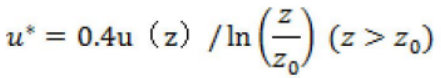 u* = 0.4u（z）/ln(z/z₀) (z > z₀)